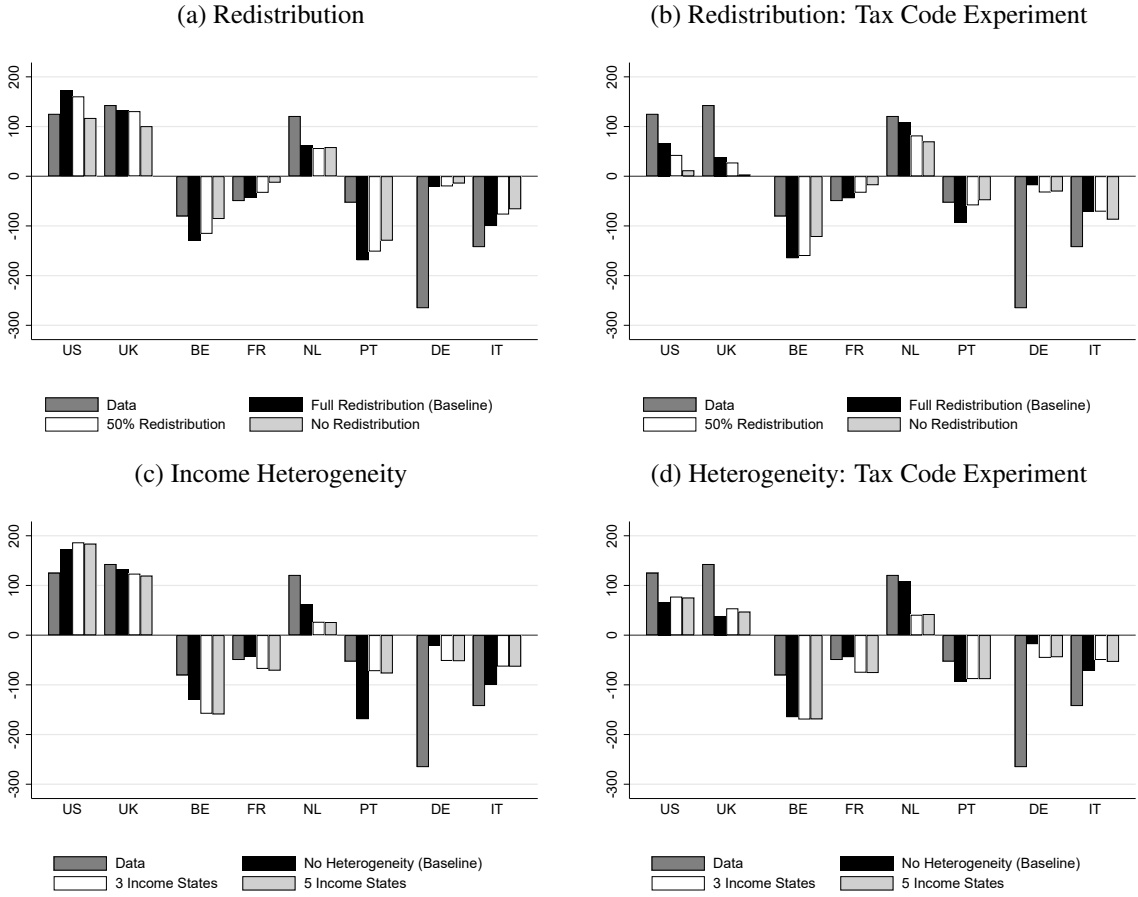 (a) Redistribution
(b) Redistribution: Tax Code Experiment
200
100
0
-100
-200
-300
US UK BE FR NL PT DE IT
Data Full Redistribution (Baseline)
50% Redistribution No Redistribution
200
100
0
-100
-200
-300
US UK BE FR NL PT DE IT
Data Full Redistribution (Baseline)
50% Redistribution No Redistribution
(c) Income Heterogeneity
(d) Heterogeneity: Tax Code Experiment
200
100
0
-100
-200
-300
US UK BE FR NL PT DE IT
Data No Heterogeneity (Baseline)
3 Income States 5 Income States
200
100
0
-100
-200
-300
US UK BE FR NL PT DE IT
Data No Heterogeneity (Baseline)
3 Income States 5 Income States